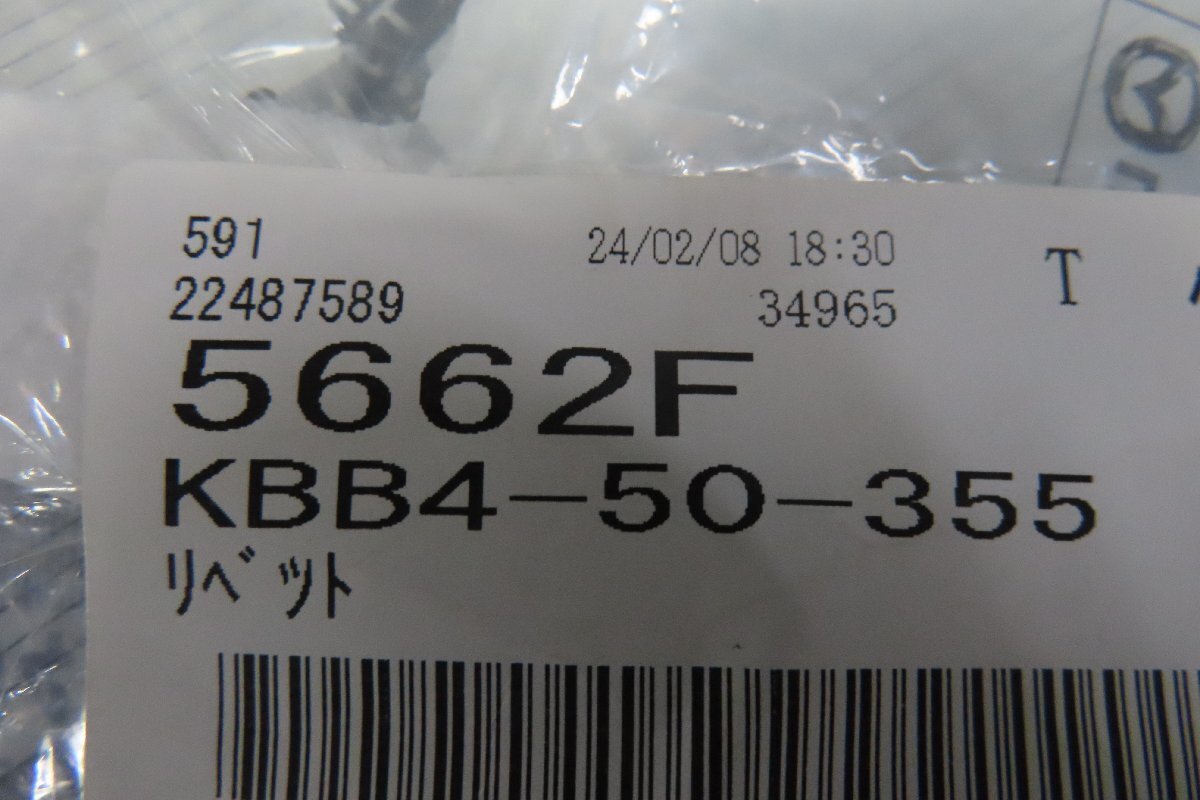 591 24/02/08 18:30 T
22487589 34965
5662F
KBB4-50-355
ﾘﾍﾞｯﾄ